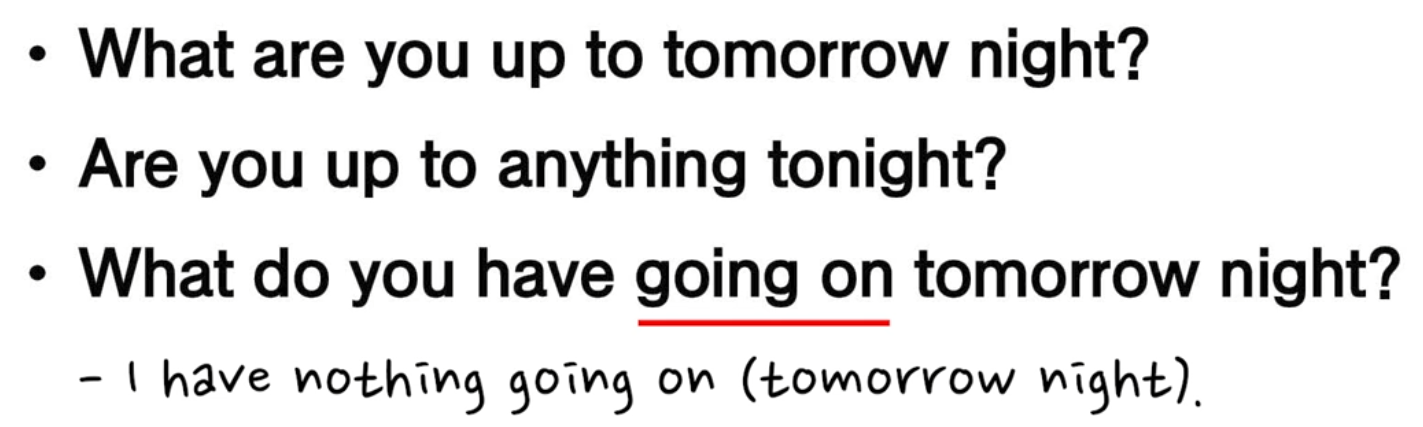 • What are you up to tomorrow night?
• Are you up to anything tonight?
• What do you have going on tomorrow night?
- I have nothing going on (tomorrow night).